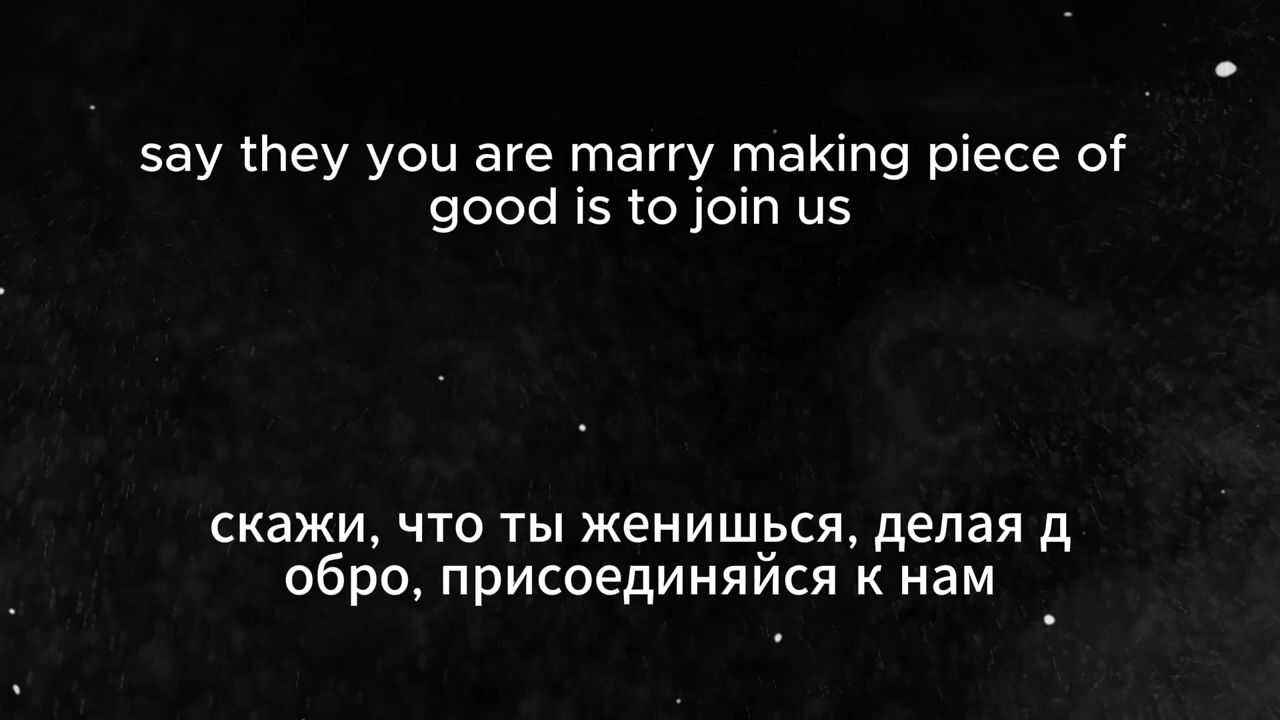 say they you are marry making piece of
good is to join us
скажи, что ты женишься, делая д
обро, присоединяйся к нам